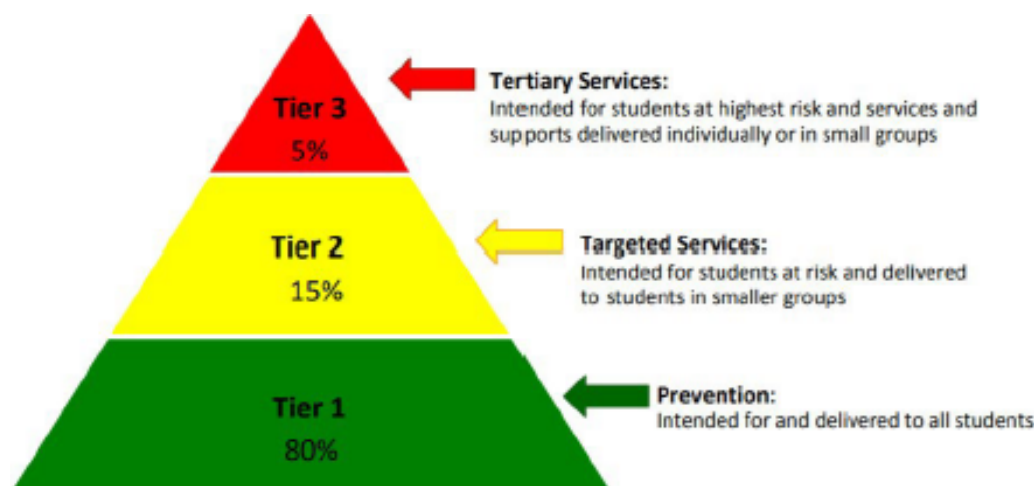 Tier 3
5%
Tertiary Services:
Intended for students at highest risk and services and
supports delivered individually or in small groups
Tier 2
15%
Targeted Services:
Intended for students at risk and delivered
to students in smaller groups
Tier 1
80%
Prevention:
Intended for and delivered to all students